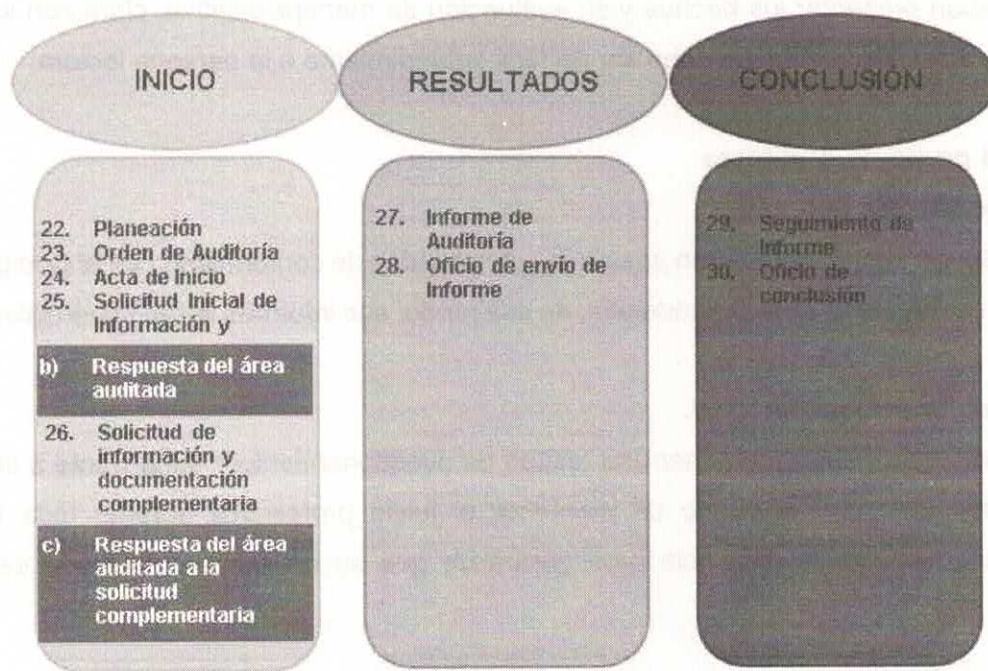 INICIO
RESULTADOS
CONCLUSIÓN
22. Planeación
23. Orden de Auditoría
24. Acta de Inicio
25. Solicitud Inicial de
Información y
b) Respuesta del área
auditada
26. Solicitud de
información y
documentación
complementaria
c) Respuesta del área
auditada a la
solicitud
complementaria
27. Informe de
Auditoría
28. Oficio de envío de
Informe
29. Seguimiento de
Informe
30. Oficio de
conclusión